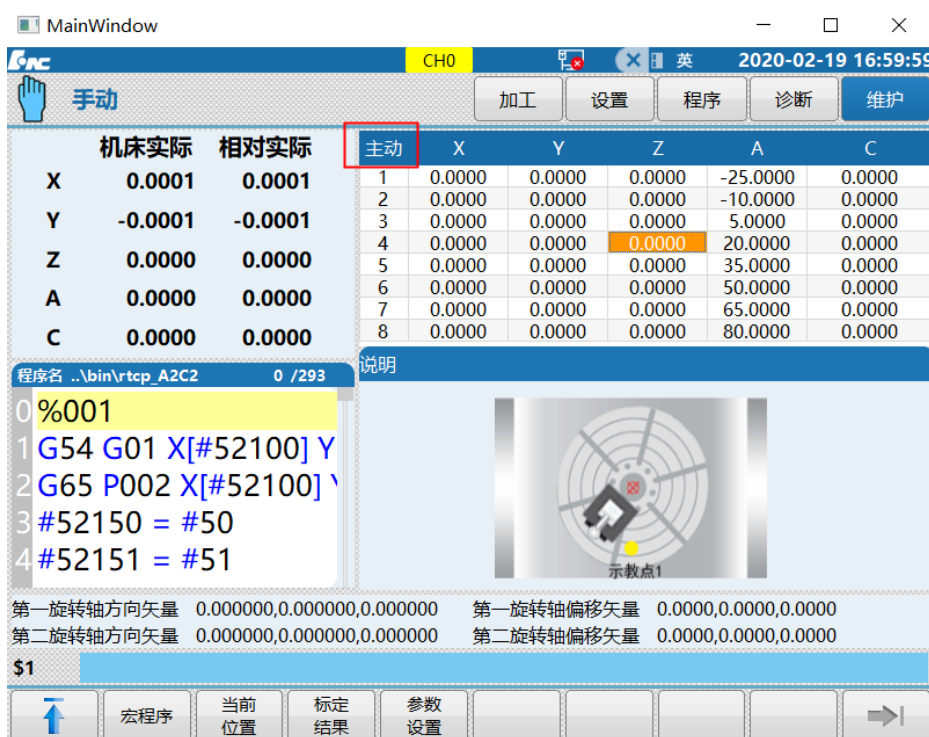 MainWindow
CH0 英 2020-02-19 16:59:59
手动 加工 设置 程序 诊断 维护
机床实际 相对实际
X 0.0001 0.0001
Y -0.0001 -0.0001
Z 0.0000 0.0000
A 0.0000 0.0000
C 0.0000 0.0000
主动 X Y Z A C
1 0.0000 0.0000 0.0000 -25.0000 0.0000
2 0.0000 0.0000 0.0000 -10.0000 0.0000
3 0.0000 0.0000 0.0000 5.0000 0.0000
4 0.0000 0.0000 0.0000 20.0000 0.0000
5 0.0000 0.0000 0.0000 35.0000 0.0000
6 0.0000 0.0000 0.0000 50.0000 0.0000
7 0.0000 0.0000 0.0000 65.0000 0.0000
8 0.0000 0.0000 0.0000 80.0000 0.0000
程序名 ..\bin\rtcp_A2C2 0 /293
0 %001
1 G54 G01 X[#52100] Y
2 G65 P002 X[#52100]
3 #52150 = #50
4 #52151 = #51
说明
示教点1
第一旋转轴方向矢量 0.000000,0.000000,0.000000 第一旋转轴偏移矢量 0.0000,0.0000,0.0000
第二旋转轴方向矢量 0.000000,0.000000,0.000000 第二旋转轴偏移矢量 0.0000,0.0000,0.0000
$1
宏程序
当前
位置
标定
结果
参数
设置